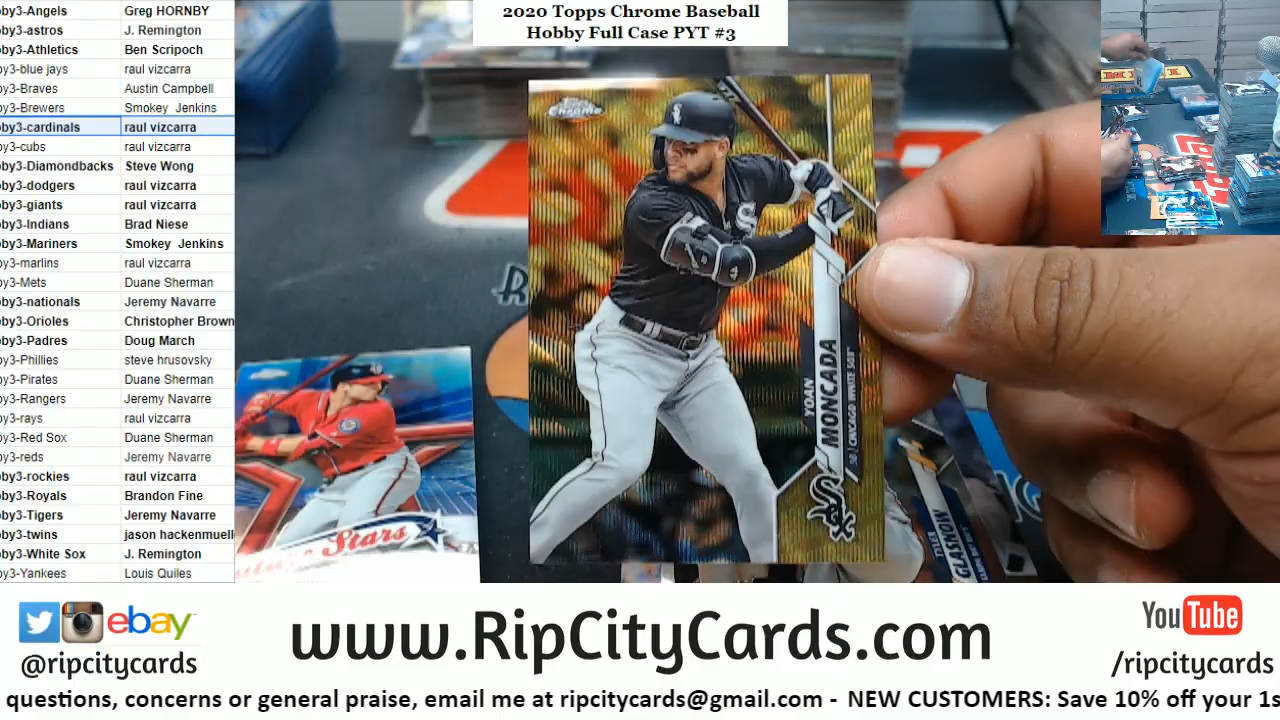 2020 Topps Chrome Baseball
Hobby Full Case PYT #3
by3-Angels Greg HORNBY
by3-astros J. Remington
by3-Athletics Ben Scripoch
by3-blue jays raul vizcarra
by3-Braves Austin Campbell
by3-Brewers Smokey Jenkins
by3-cardinals raul vizcarra
by3-cubs raul vizcarra
by3-Diamondbacks Steve Wong
by3-dodgers raul vizcarra
by3-giants raul vizcarra
by3-Indians Brad Niese
by3-Mariners Smokey Jenkins
by3-marlins raul vizcarra
by3-Mets Duane Sherman
by3-nationals Jeremy Navarre
by3-Orioles Christopher Brown
by3-Padres Doug March
by3-Phillies steve hrusovsky
by3-Pirates Duane Sherman
by3-Rangers Jeremy Navarre
by3-rays raul vizcarra
by3-Red Sox Duane Sherman
by3-reds Jeremy Navarre
by3-rockies raul vizcarra
by3-Royals Brandon Fine
by3-Tigers Jeremy Navarre
by3-twins jason hackenmuell
by3-White Sox J. Remington
by3-Yankees Louis Quiles
Topps
Chrome
YOAN
MONCADA
3B / CHICAGO WHITE SOX
Sox
Stars
TYLER
GLASNOW
ebay
@ripcitycards
www.RipCityCards.com
YouTube
/ripcitycards
questions, concerns or general praise, email me at ripcitycards@gmail.com - NEW CUSTOMERS: Save 10% off your 1s